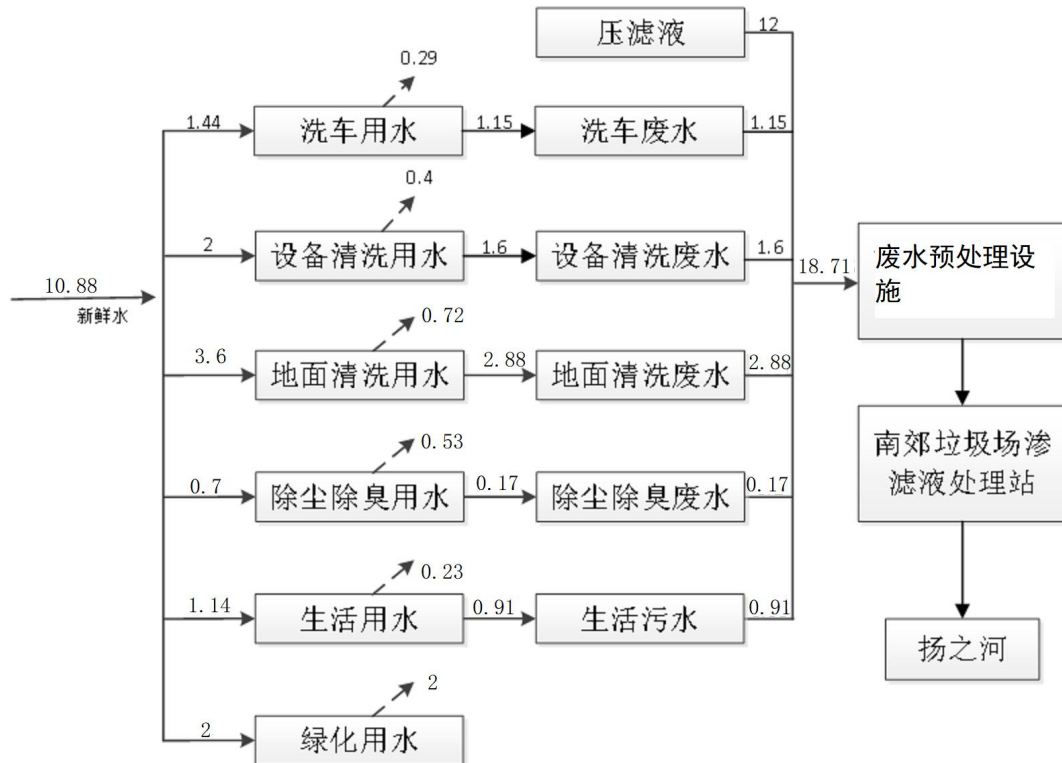 压滤液
12
0.29
1.44
洗车用水
1.15
洗车废水
1.15
0.4
2
设备清洗用水
1.6
设备清洗废水
1.6
18.71
废水预处理设
施
10.88
新鲜水
0.72
3.6
地面清洗用水
2.88
地面清洗废水
2.88
南郊垃圾场渗
滤液处理站
0.53
0.7
除尘除臭用水
0.17
除尘除臭废水
0.17
0.23
1.14
生活用水
0.91
生活污水
0.91
扬之河
2
2
绿化用水